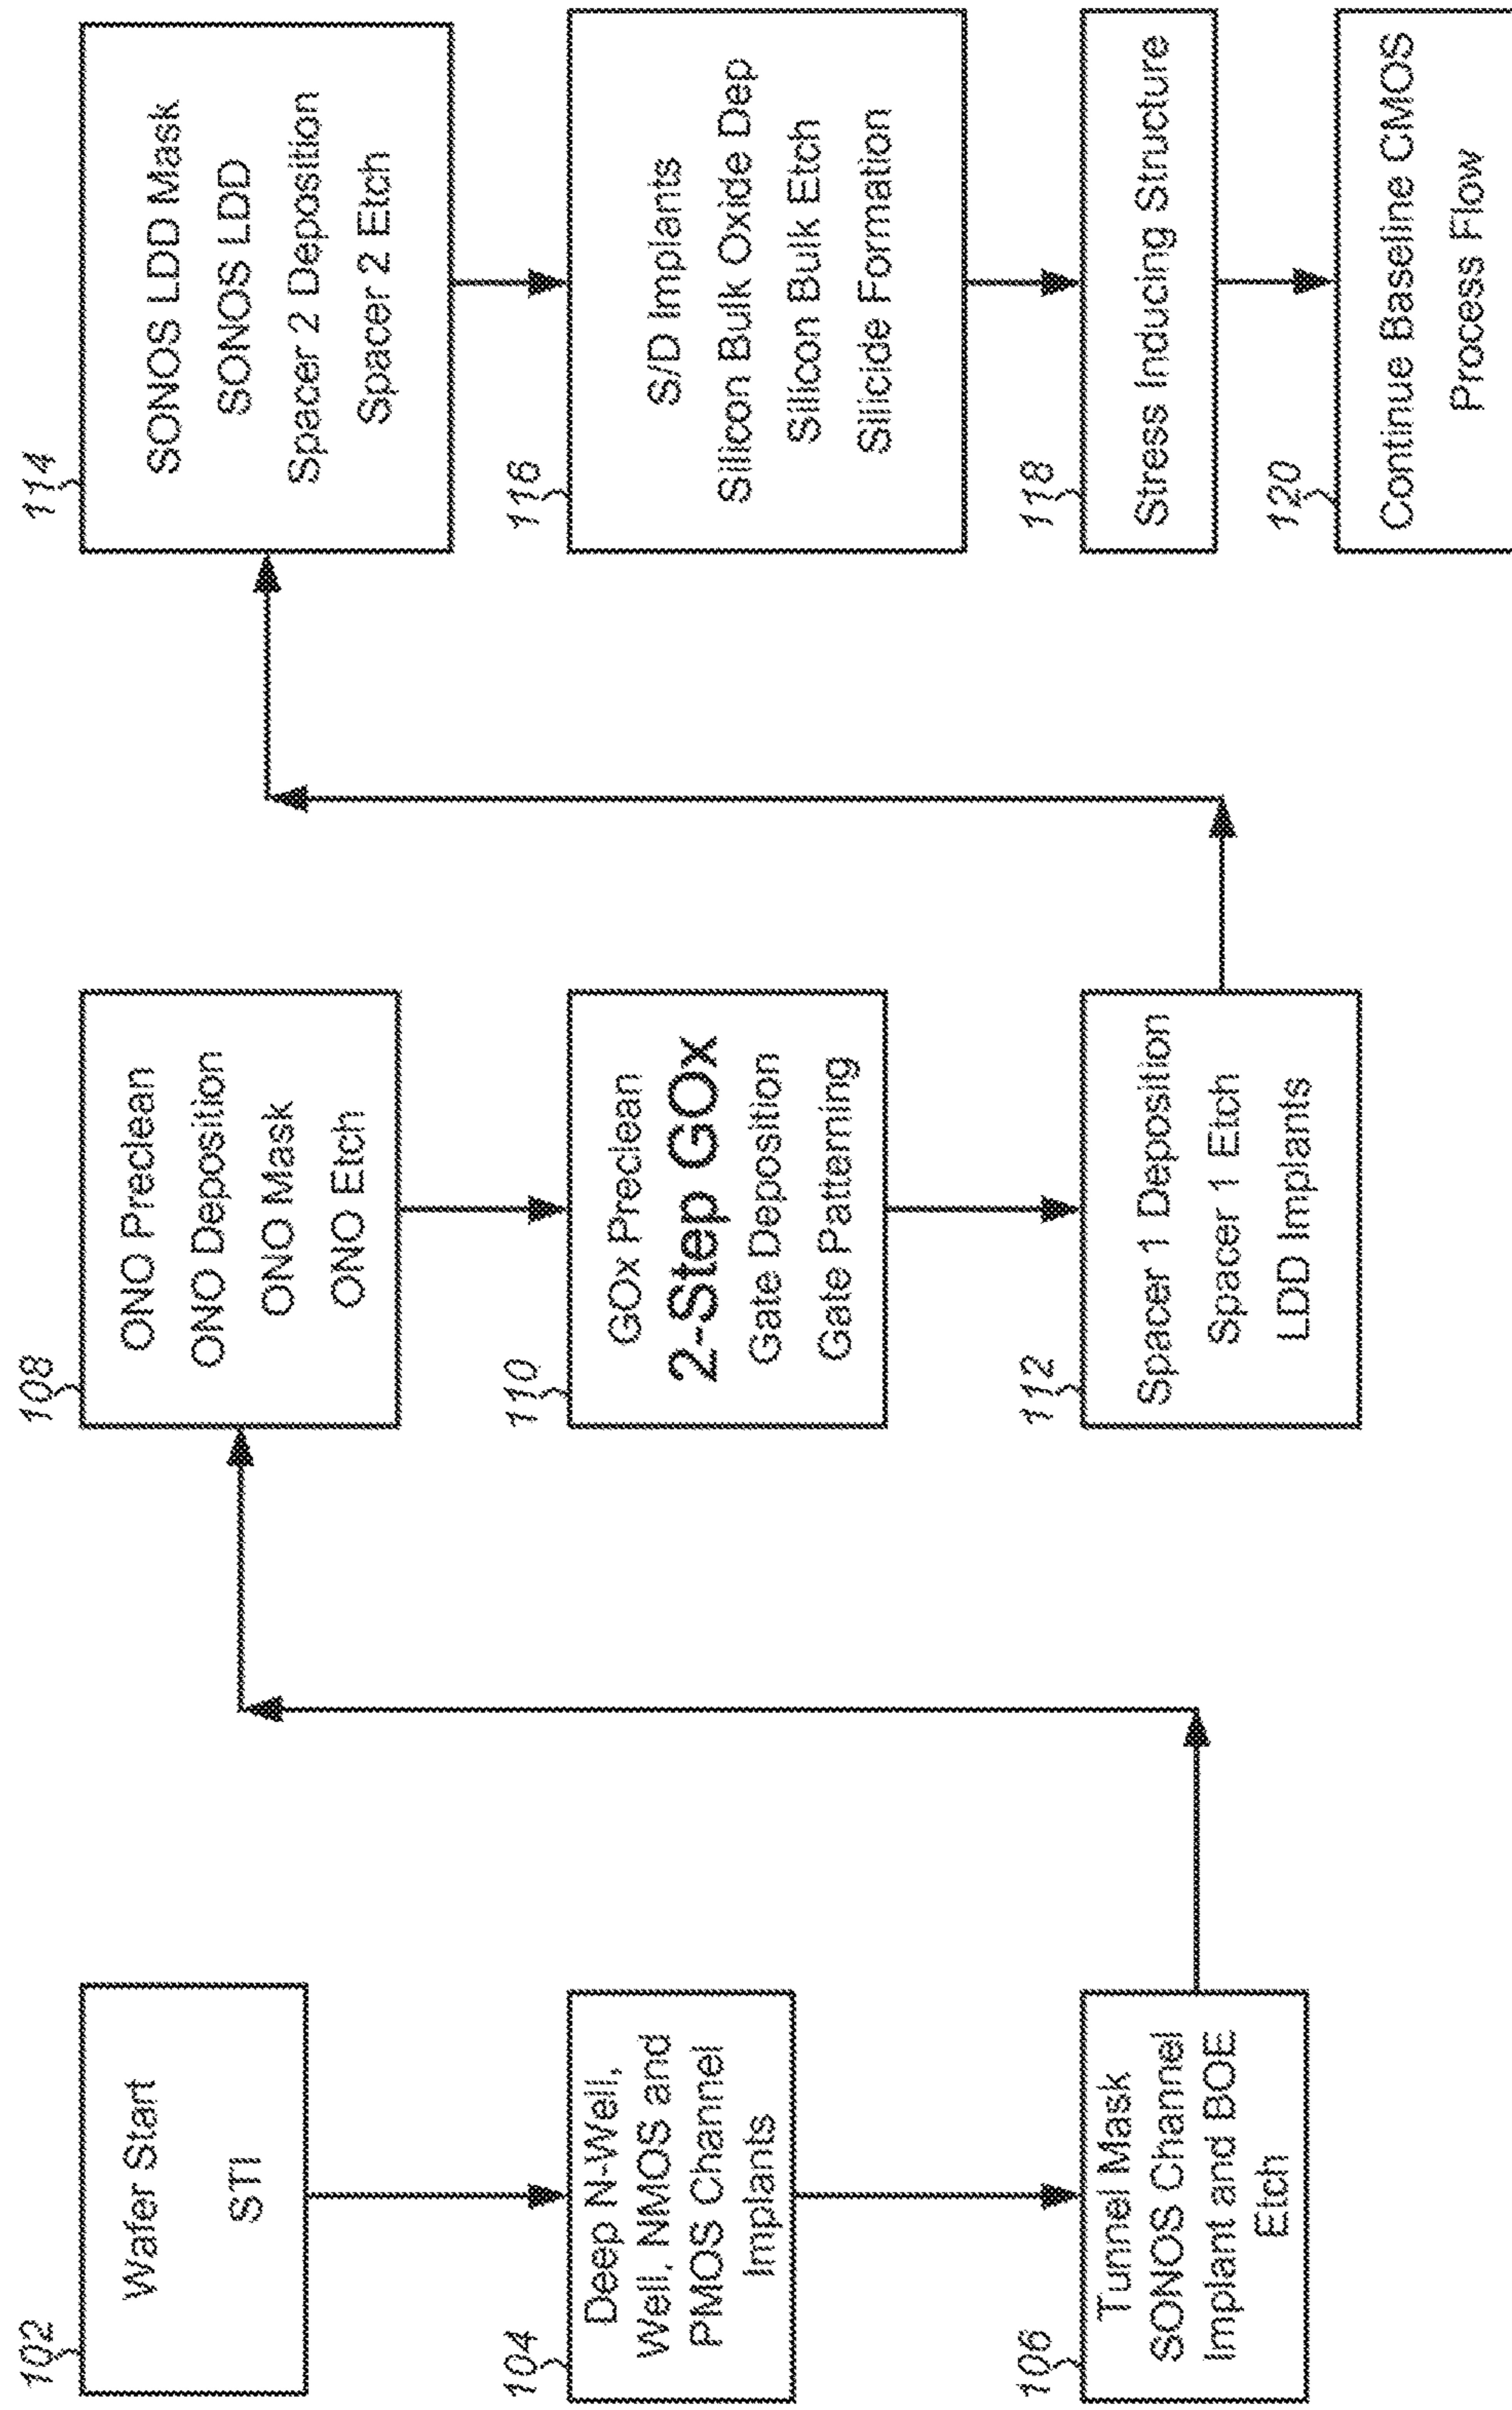 102
Wafer Start
STI
104
Deep N-Well,
Well, NMOS and
PMOS Channel
Implants
106
Tunnel Mask
SONOS Channel
Implant and BOE
Etch
108
ONO Preclean
ONO Deposition
ONO Mask
ONO Etch
110
GOx Preclean
2-Step GOx
Gate Deposition
Gate Patterning
112
Spacer 1 Deposition
Spacer 1 Etch
LDD Implants
114
SONOS LDD Mask
SONOS LDD
Spacer 2 Deposition
Spacer 2 Etch
116
S/D Implants
Silicon Bulk Oxide Dep
Silicon Bulk Etch
Silicide Formation
118
Stress Inducing Structure
120
Continue Baseline CMOS
Process Flow